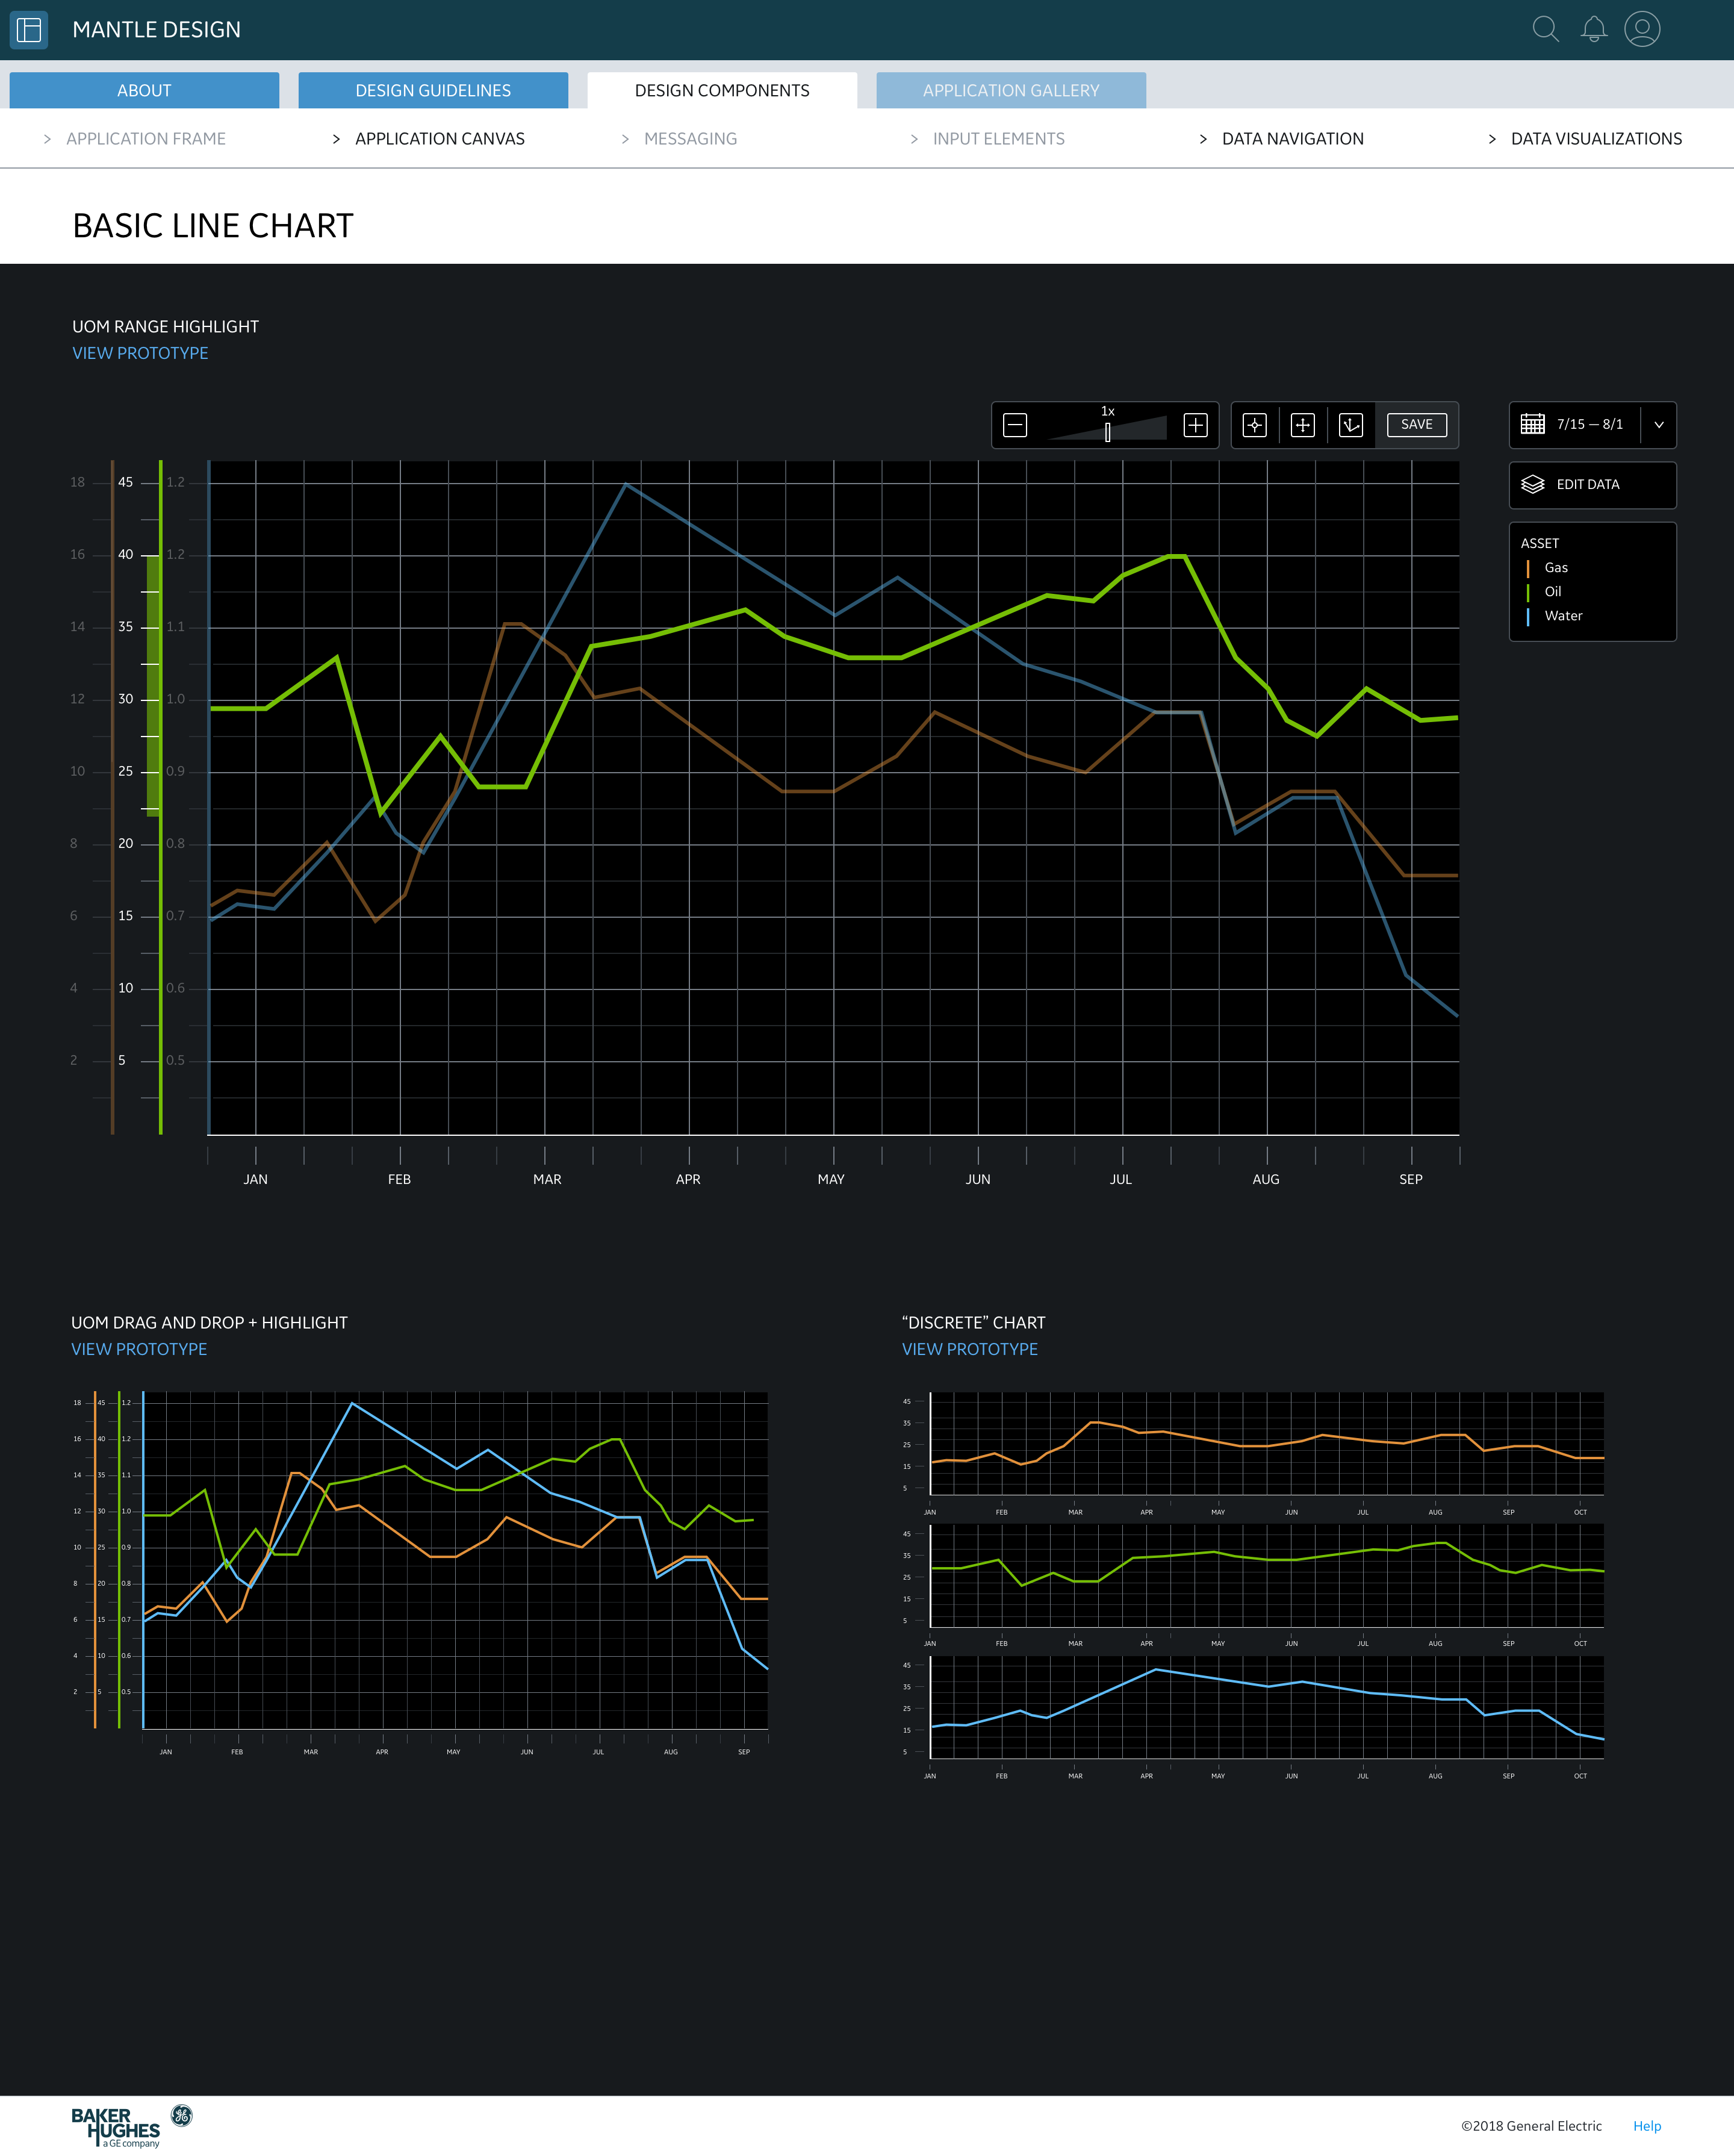 MANTLE DESIGN
ABOUT
DESIGN GUIDELINES
DESIGN COMPONENTS
APPLICATION GALLERY
> APPLICATION FRAME
> APPLICATION CANVAS
> MESSAGING
> INPUT ELEMENTS
> DATA NAVIGATION
> DATA VISUALIZATIONS
BASIC LINE CHART
UOM RANGE HIGHLIGHT
VIEW PROTOTYPE
1x
SAVE
7/15 — 8/1
EDIT DATA
ASSET
Gas
Oil
Water
18 45 1.2
16 40 1.2
14 35 1.1
12 30 1.0
10 25 0.9
8 20 0.8
6 15 0.7
4 10 0.6
2 5 0.5
JAN FEB MAR APR MAY JUN JUL AUG SEP
UOM DRAG AND DROP + HIGHLIGHT
VIEW PROTOTYPE
18 45 1.2
16 40 1.2
14 35 1.1
12 30 1.0
10 25 0.9
8 20 0.8
6 15 0.7
4 10 0.6
2 5 0.5
JAN FEB MAR APR MAY JUN JUL AUG SEP
“DISCRETE” CHART
VIEW PROTOTYPE
45
35
25
15
5
JAN FEB MAR APR MAY JUN JUL AUG SEP OCT
45
35
25
15
5
JAN FEB MAR APR MAY JUN JUL AUG SEP OCT
45
35
25
15
5
JAN FEB MAR APR MAY JUN JUL AUG SEP OCT
BAKER
HUGHES
a GE company
©2018 General Electric
Help